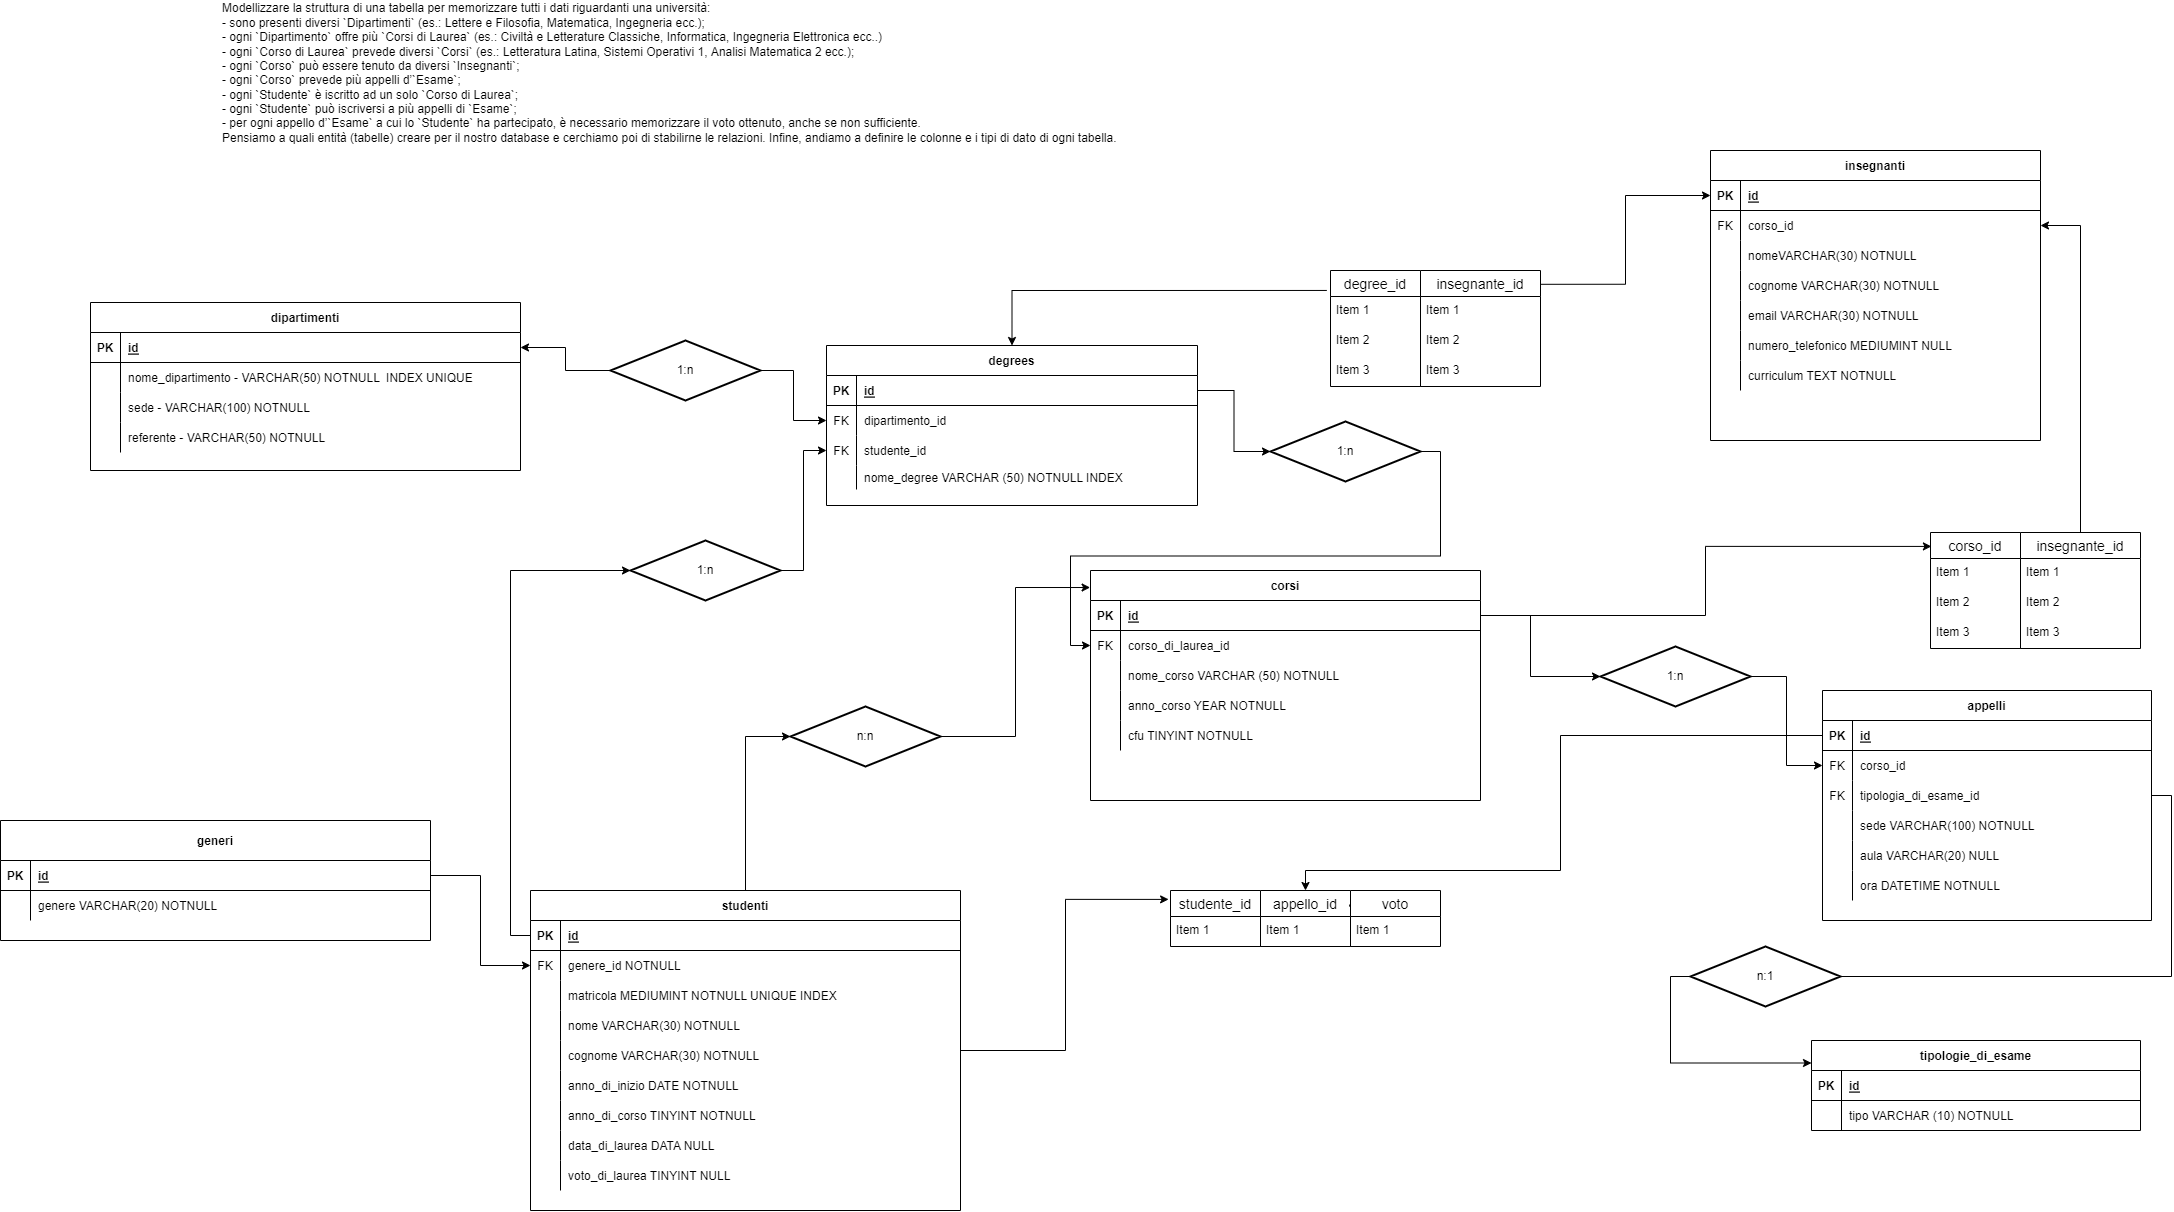 Modellizzare la struttura di una tabella per memorizzare tutti i dati riguardanti una università:
- sono presenti diversi `Dipartimenti` (es.: Lettere e Filosofia, Matematica, Ingegneria ecc.);
- ogni `Dipartimento` offre più `Corsi di Laurea` (es.: Civiltà e Letterature Classiche, Informatica, Ingegneria Elettronica ecc..)
- ogni `Corso di Laurea` prevede diversi `Corsi` (es.: Letteratura Latina, Sistemi Operativi 1, Analisi Matematica 2 ecc.);
- ogni `Corso` può essere tenuto da diversi `Insegnanti`;
- ogni `Corso` prevede più appelli d'`Esame`;
- ogni `Studente` è iscritto ad un solo `Corso di Laurea`;
- ogni `Studente` può iscriversi a più appelli di `Esame`;
- per ogni appello d'`Esame` a cui lo `Studente` ha partecipato, è necessario memorizzare il voto ottenuto, anche se non sufficiente.
Pensiamo a quali entità (tabelle) creare per il nostro database e cerchiamo poi di stabilirne le relazioni. Infine, andiamo a definire le colonne e i tipi di dato di ogni tabella.
insegnanti
PK id
FK corso_id
nomeVARCHAR(30) NOTNULL
cognome VARCHAR(30) NOTNULL
email VARCHAR(30) NOTNULL
numero_telefonico MEDIUMINT NULL
curriculum TEXT NOTNULL
degree_id insegnante_id
Item 1 Item 1
Item 2 Item 2
Item 3 Item 3
dipartimenti
PK id
nome_dipartimento - VARCHAR(50) NOTNULL  INDEX UNIQUE
sede - VARCHAR(100) NOTNULL
referente - VARCHAR(50) NOTNULL
1:n
degrees
PK id
FK dipartimento_id
FK studente_id
nome_degree VARCHAR (50) NOTNULL INDEX
1:n
1:n
corso_id insegnante_id
Item 1 Item 1
Item 2 Item 2
Item 3 Item 3
corsi
PK id
FK corso_di_laurea_id
nome_corso VARCHAR (50) NOTNULL
anno_corso YEAR NOTNULL
cfu TINYINT NOTNULL
1:n
n:n
appelli
PK id
FK corso_id
FK tipologia_di_esame_id
sede VARCHAR(100) NOTNULL
aula VARCHAR(20) NULL
ora DATETIME NOTNULL
generi
PK id
genere VARCHAR(20) NOTNULL
studenti
PK id
FK genere_id NOTNULL
matricola MEDIUMINT NOTNULL UNIQUE INDEX
nome VARCHAR(30) NOTNULL
cognome VARCHAR(30) NOTNULL
anno_di_inizio DATE NOTNULL
anno_di_corso TINYINT NOTNULL
data_di_laurea DATA NULL
voto_di_laurea TINYINT NULL
studente_id appello_id voto
Item 1 Item 1 Item 1
n:1
tipologie_di_esame
PK id
tipo VARCHAR (10) NOTNULL